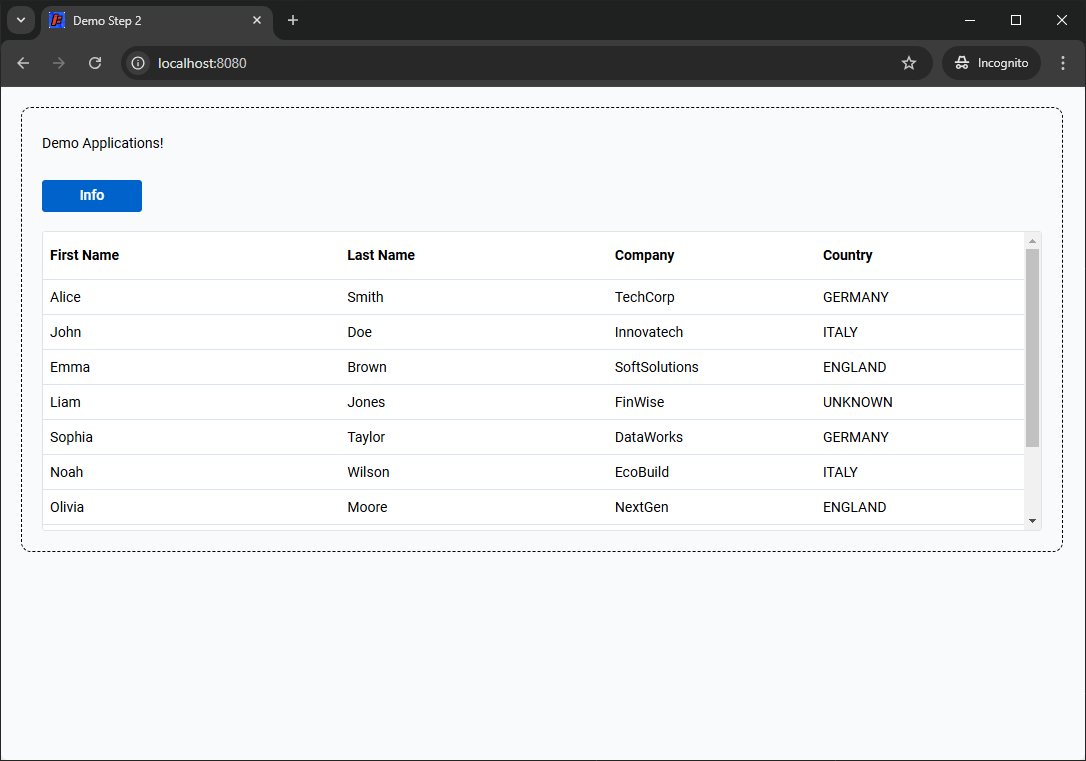 Demo Step 2
localhost:8080
Incognito
Demo Applications!
Info
First Name Last Name Company Country
Alice Smith TechCorp GERMANY
John Doe Innovatech ITALY
Emma Brown SoftSolutions ENGLAND
Liam Jones FinWise UNKNOWN
Sophia Taylor DataWorks GERMANY
Noah Wilson EcoBuild ITALY
Olivia Moore NextGen ENGLAND